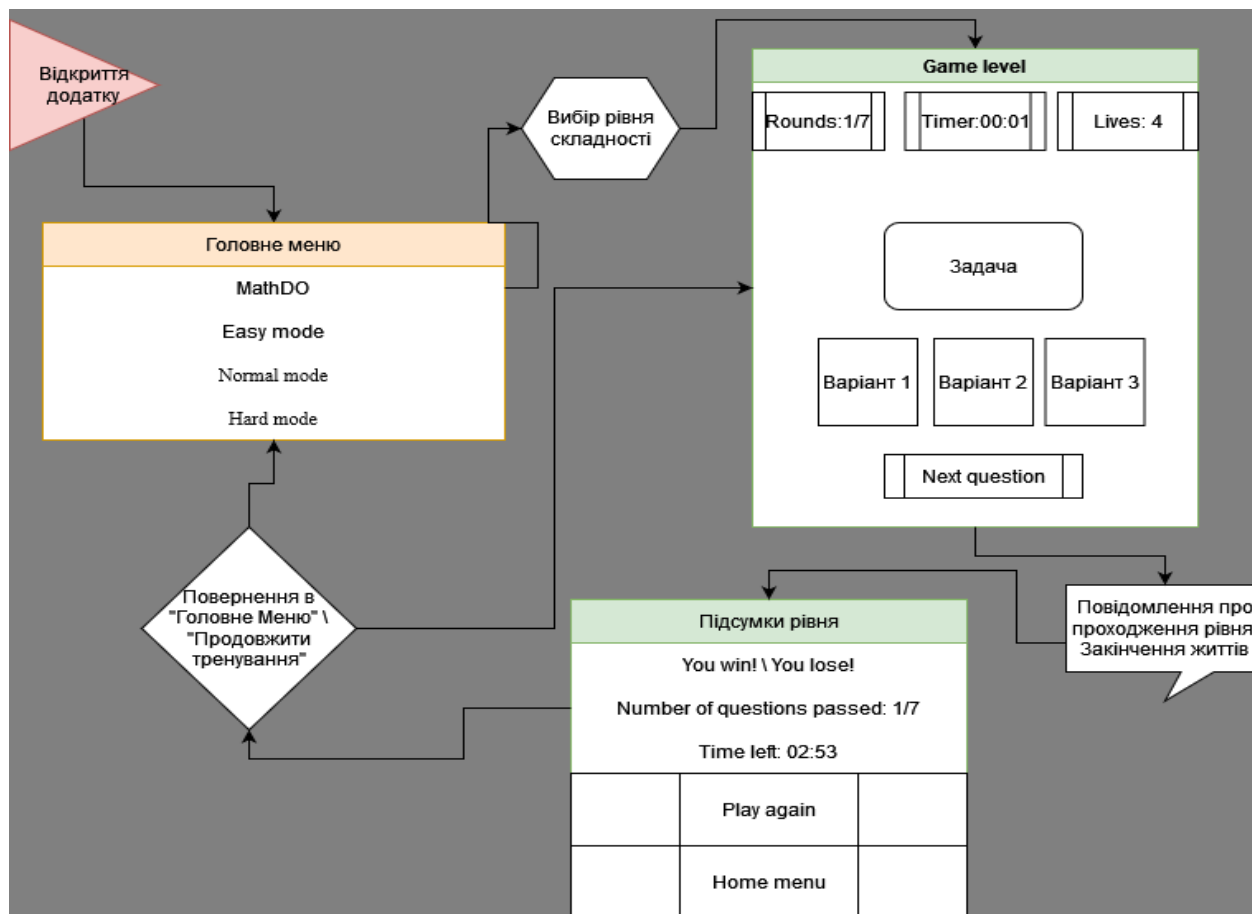 Відкриття
додатку
Вибір рівня
складності
Game level
Rounds:1/7
Timer:00:01
Lives: 4
Головне меню
MathDO
Easy mode
Normal mode
Hard mode
Задача
Варіант 1
Варіант 2
Варіант 3
Next question
Повернення в
"Головне Меню" \
"Продовжити
тренування"
Підсумки рівня
You win! \ You lose!
Number of questions passed: 1/7
Time left: 02:53
Play again
Home menu
Повідомлення про
проходження рівня
Закінчення життів